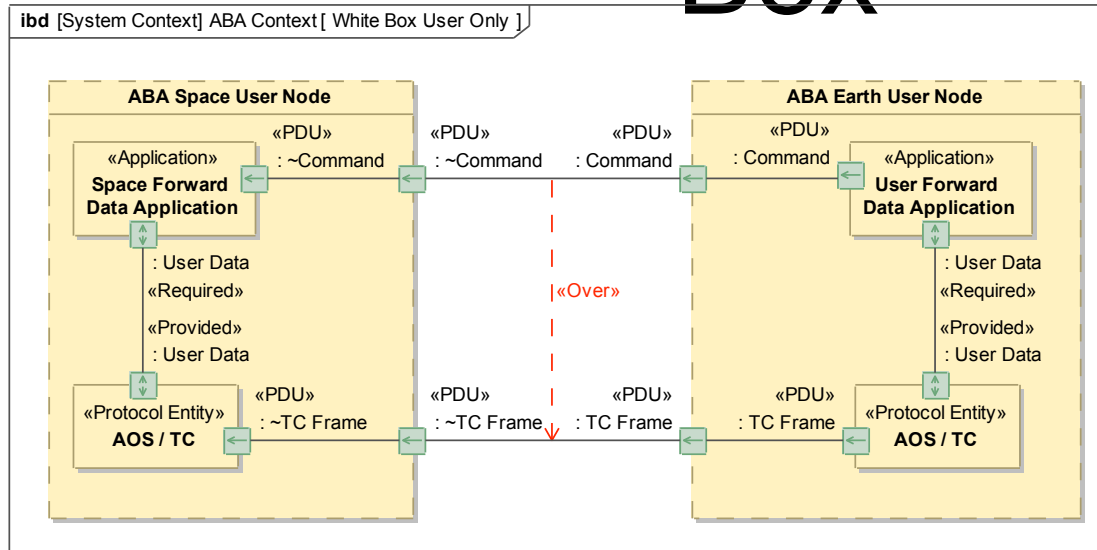 Box
ibd [System Context] ABA Context [ White Box User Only ]
ABA Space User Node
ABA Earth User Node
«PDU»
: ~Command
«PDU»
: ~Command
«PDU»
: Command
«PDU»
: Command
«Application»
Space Forward
Data Application
«Application»
User Forward
Data Application
: User Data
«Required»
«Provided»
: User Data
«Over»
: User Data
«Required»
«Provided»
: User Data
«Protocol Entity»
AOS / TC
«PDU»
: ~TC Frame
«PDU»
: ~TC Frame
«PDU»
: TC Frame
«PDU»
: TC Frame
«Protocol Entity»
AOS / TC